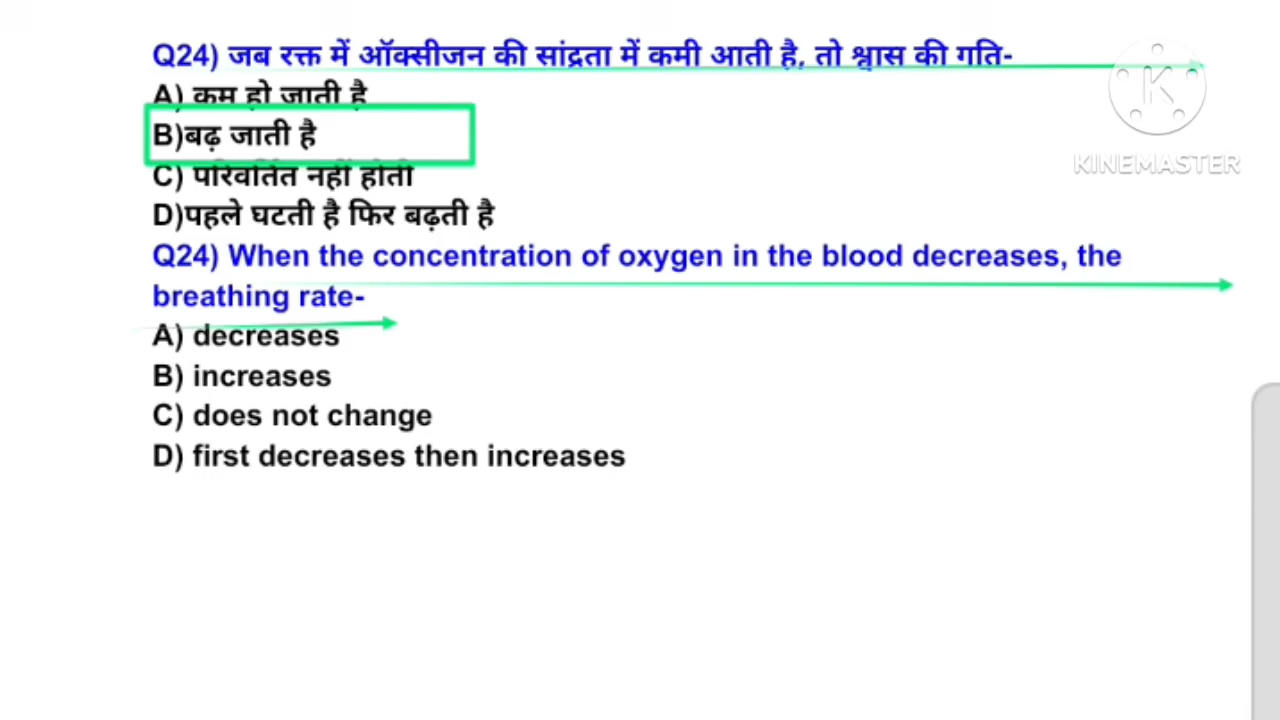 Q24) जब रक्त में ऑक्सीजन की सांद्रता में कमी आती है, तो श्वास की गति-
A) कम हो जाती है
B)बढ़ जाती है
C) परिवर्तित नहीं होती
D)पहले घटती है फिर बढ़ती है
Q24) When the concentration of oxygen in the blood decreases, the
breathing rate-
A) decreases
B) increases
C) does not change
D) first decreases then increases
K
KINEMASTER